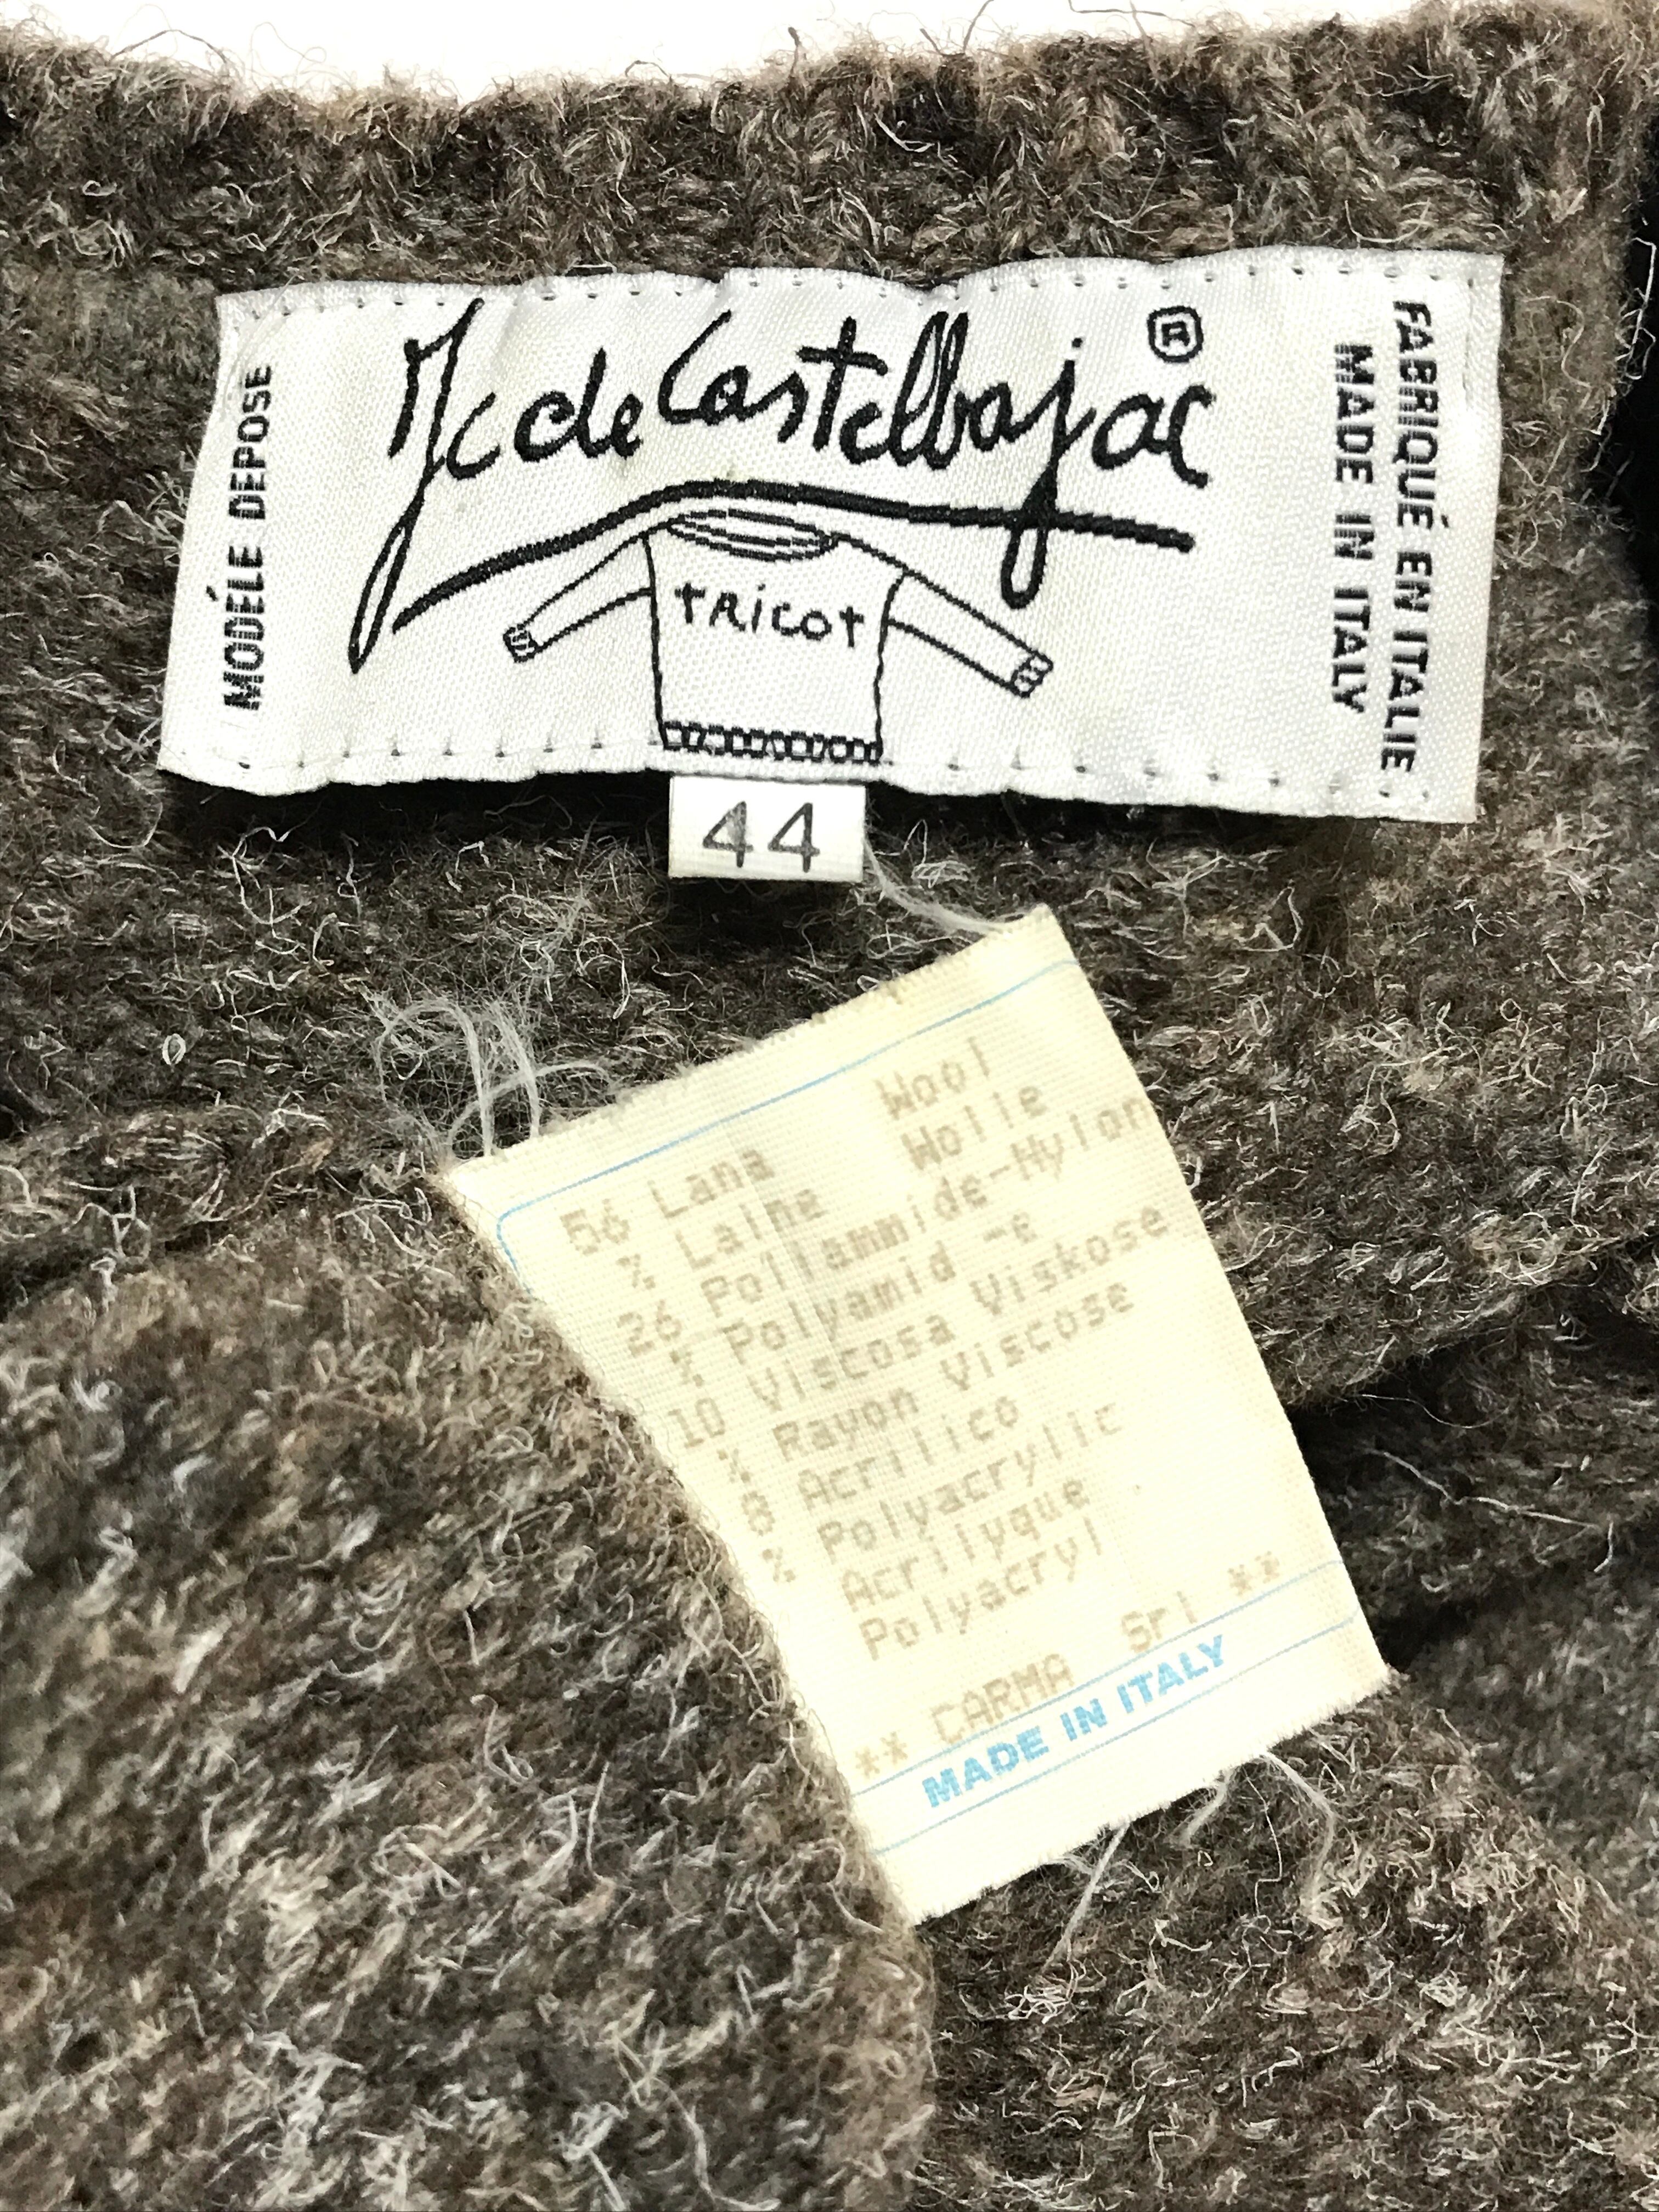 MODÉLE DEPOSE
Jc de Castelbajac ®
TRICOT
FABRIQUÉ EN ITALIE
MADE IN ITALY
44
56 Lana Wool
% Laine Wolle
26 Poliammide-Nylon
% Polyamid -e
10 Viscosa Viskose
% Rayon Viscose
8 Acrilico
% Polyacrylic
Acrilyque
Polyacryl
** CARMA Srl **
MADE IN ITALY